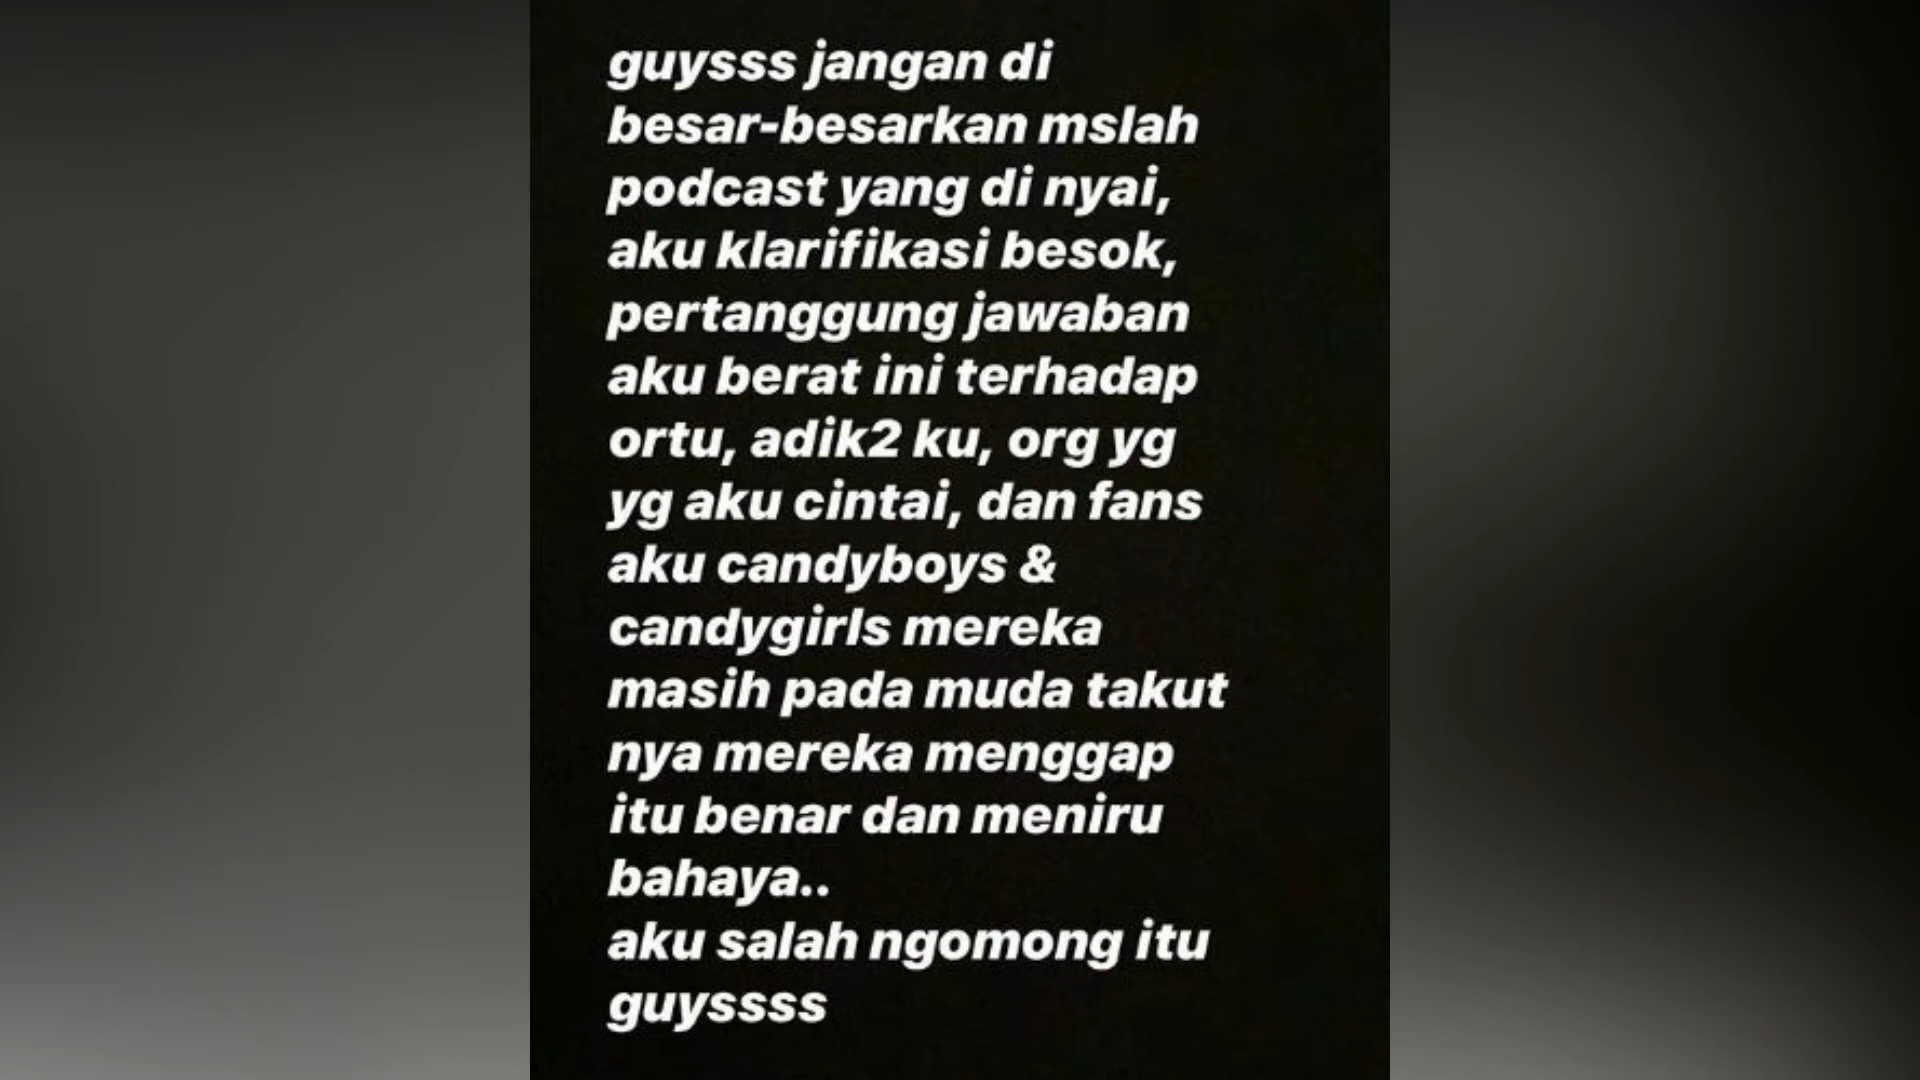 guysss jangan di
besar-besarkan mslah
podcast yang di nyai,
aku klarifikasi besok,
pertanggung jawaban
aku berat ini terhadap
ortu, adik2 ku, org yg
yg aku cintai, dan fans
aku candyboys &
candygirls mereka
masih pada muda takut
nya mereka menggap
itu benar dan meniru
bahaya..
aku salah ngomong itu
guyssss